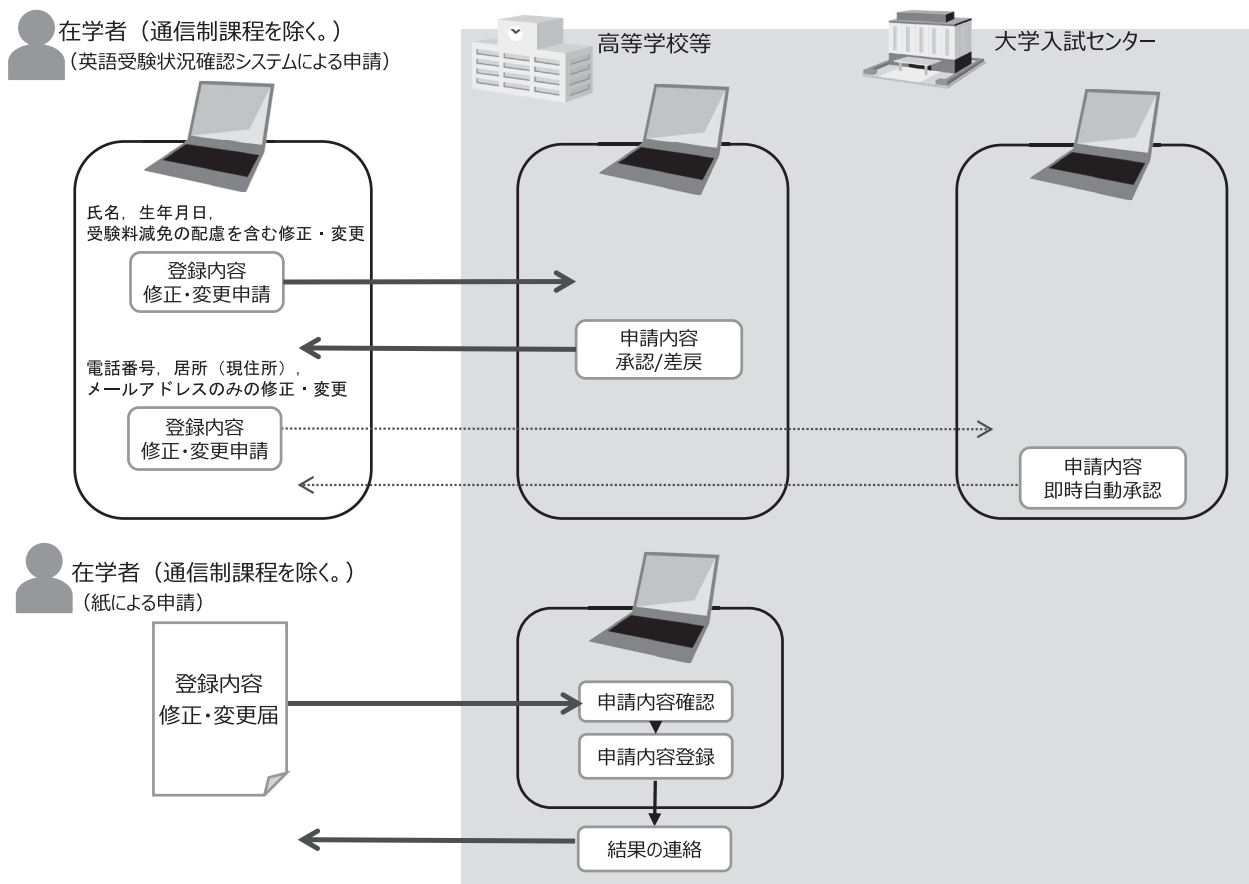 在学者（通信制課程を除く。）
（英語受験状況確認システムによる申請）
高等学校等
大学入試センター
氏名，生年月日，
受験料減免の配慮を含む修正・変更
登録内容
修正・変更申請
申請内容
承認/差戻
電話番号，居所（現住所），
メールアドレスのみの修正・変更
登録内容
修正・変更申請
申請内容
即時自動承認
在学者（通信制課程を除く。）
（紙による申請）
登録内容
修正・変更届
申請内容確認
申請内容登録
結果の連絡